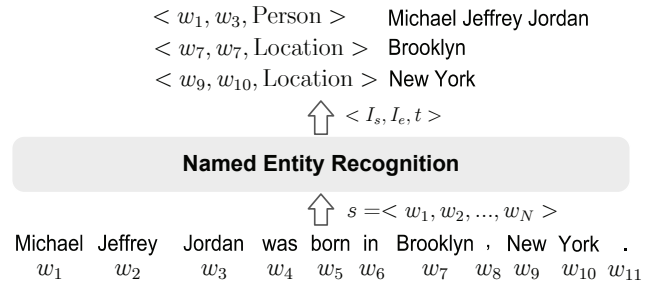 < w₁, w₃, Person > Michael Jeffrey Jordan
< w₇, w₇, Location > Brooklyn
< w₉, w₁₀, Location > New York
< Iₛ, Iₑ, t >
Named Entity Recognition
s =< w₁, w₂, ..., w_N >
Michael Jeffrey Jordan was born in Brooklyn , New York .
w₁ w₂ w₃ w₄ w₅ w₆ w₇ w₈ w₉ w₁₀ w₁₁